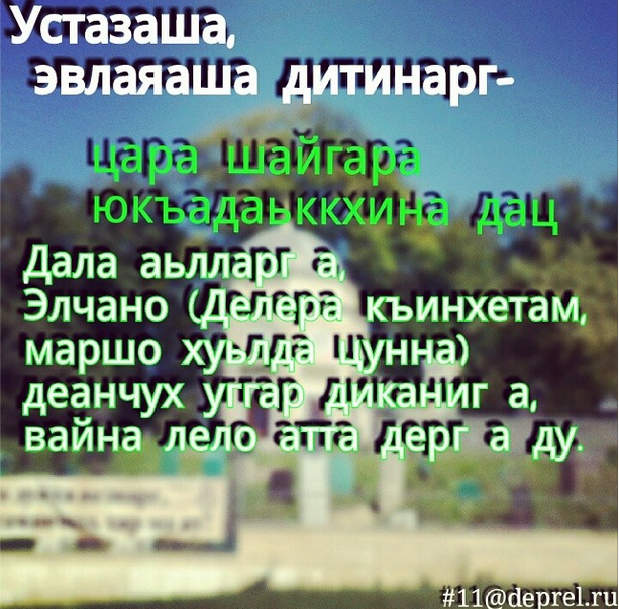 Устазаша,
эвлаяаша дитинарг-
цара шайгара
юкъадаьккхина дац
Дала аьлларг а,
Элчано (Делера къинхетам,
маршо хуьлда цунна)
деанчух уггар диканиг а,
вайна лело атта дерг а ду.
#11@deprel.ru